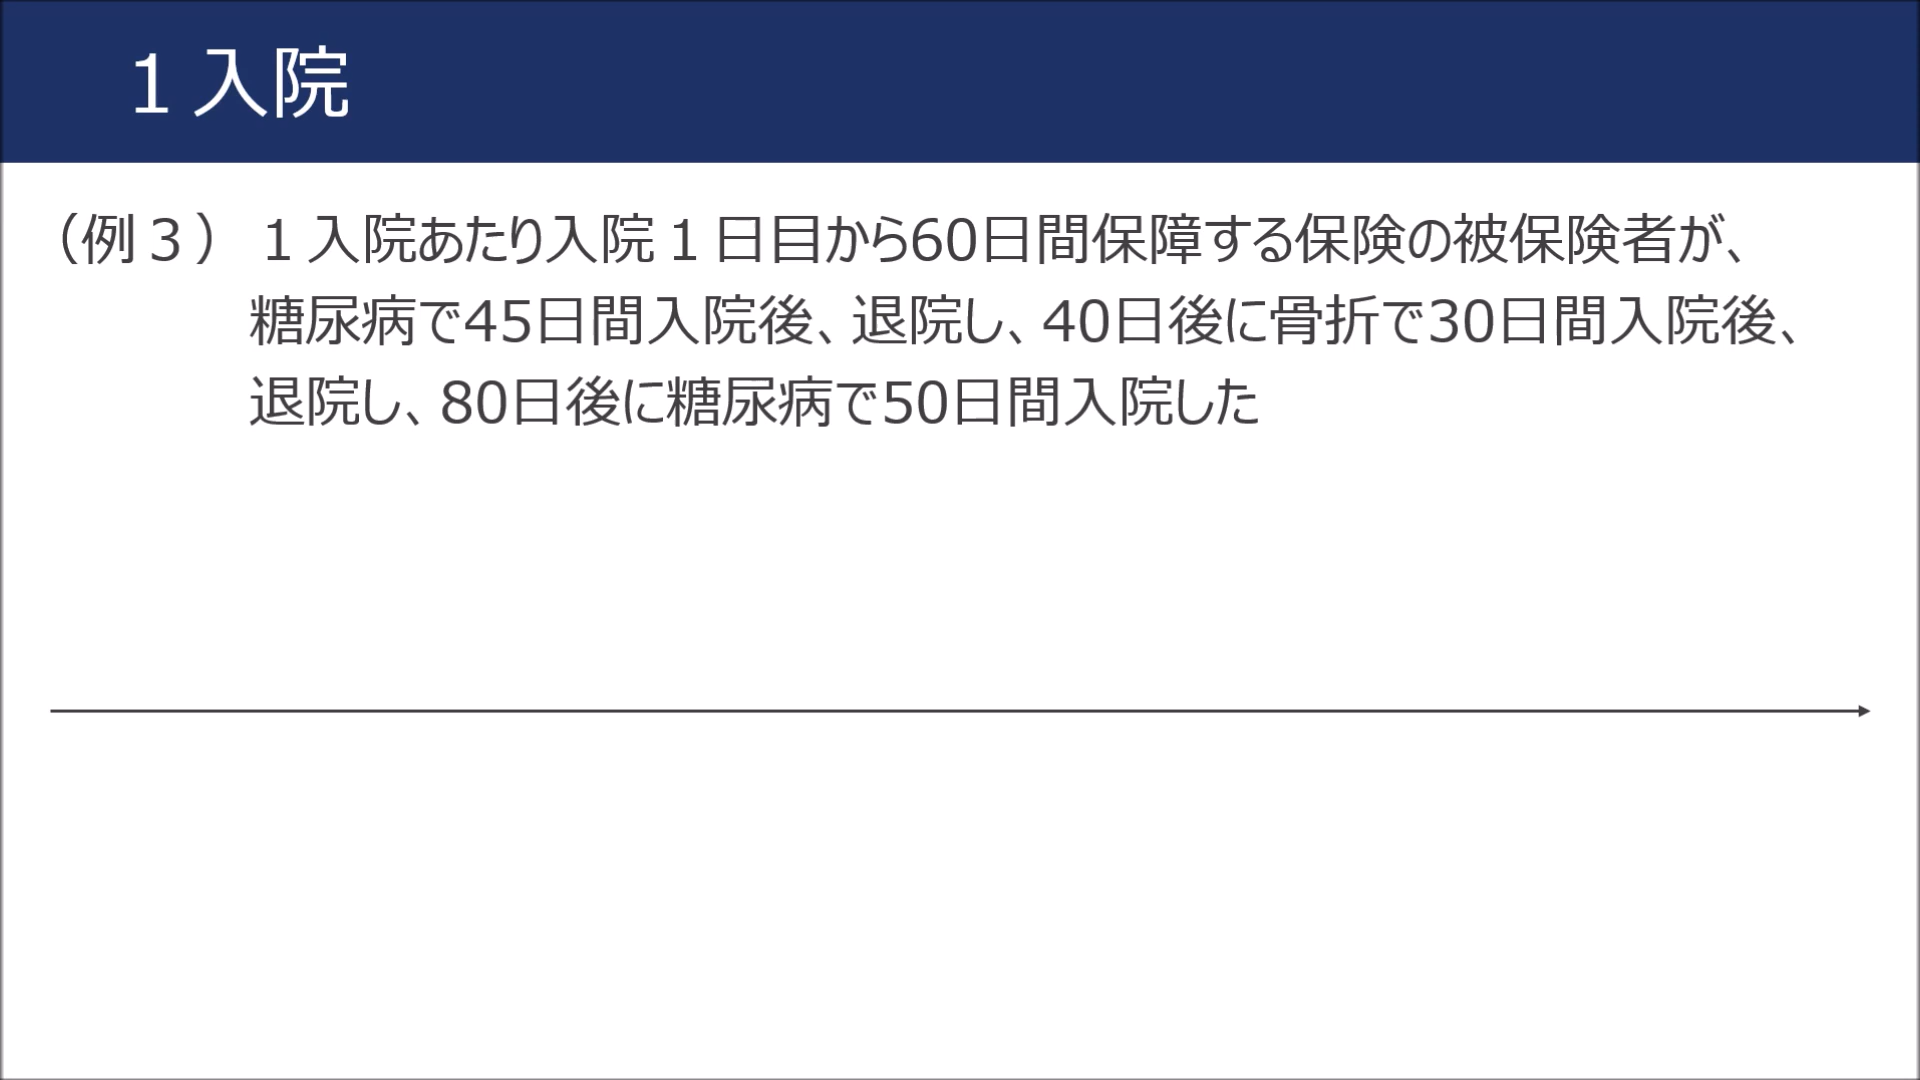 １入院
（例３）１入院あたり入院１日目から60日間保障する保険の被保険者が、
糖尿病で45日間入院後、退院し、40日後に骨折で30日間入院後、
退院し、80日後に糖尿病で50日間入院した